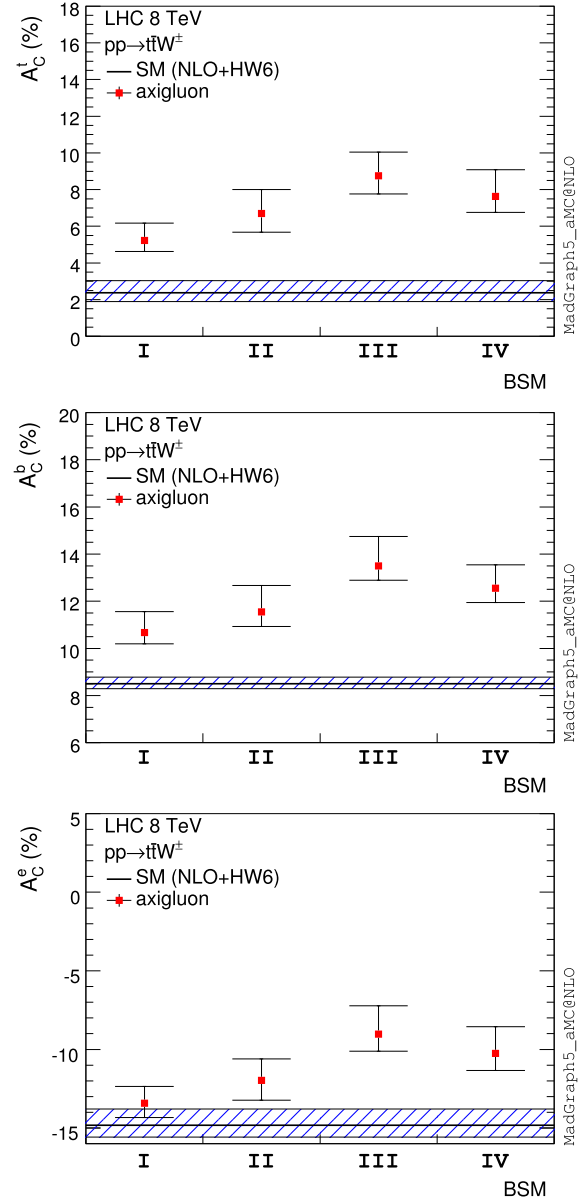 18
16
14
12
10
8
6
4
2
0
A_C^t (%)
LHC 8 TeV
pp→tt̄W^±
SM (NLO+HW6)
axigluon
I II III IV
BSM
MadGraph5_aMC@NLO
20
18
16
14
12
10
8
6
A_C^b (%)
LHC 8 TeV
pp→tt̄W^±
SM (NLO+HW6)
axigluon
I II III IV
BSM
MadGraph5_aMC@NLO
5
0
-5
-10
-15
A_C^e (%)
LHC 8 TeV
pp→tt̄W^±
SM (NLO+HW6)
axigluon
I II III IV
BSM
MadGraph5_aMC@NLO